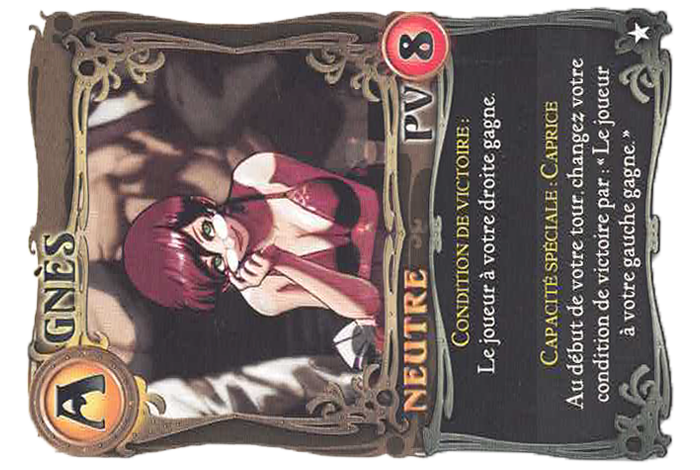 AGNÈS
NEUTRE
PV 8
CONDITION DE VICTOIRE :
Le joueur à votre droite gagne.
CAPACITÉ SPÉCIALE : CAPRICE
Au début de votre tour, changez votre
condition de victoire par : « Le joueur
à votre gauche gagne. »